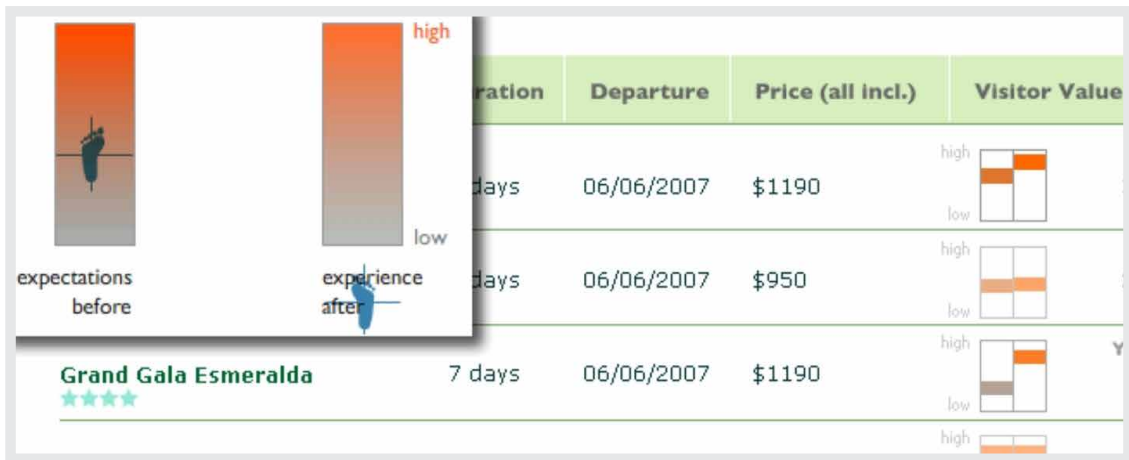 high
low
expectations
before
experience
after
ration Departure Price (all incl.) Visitor Value
high
days 06/06/2007 $1190
low
high
days 06/06/2007 $950
low
high
Y
Grand Gala Esmeralda 7 days 06/06/2007 $1190
low
high